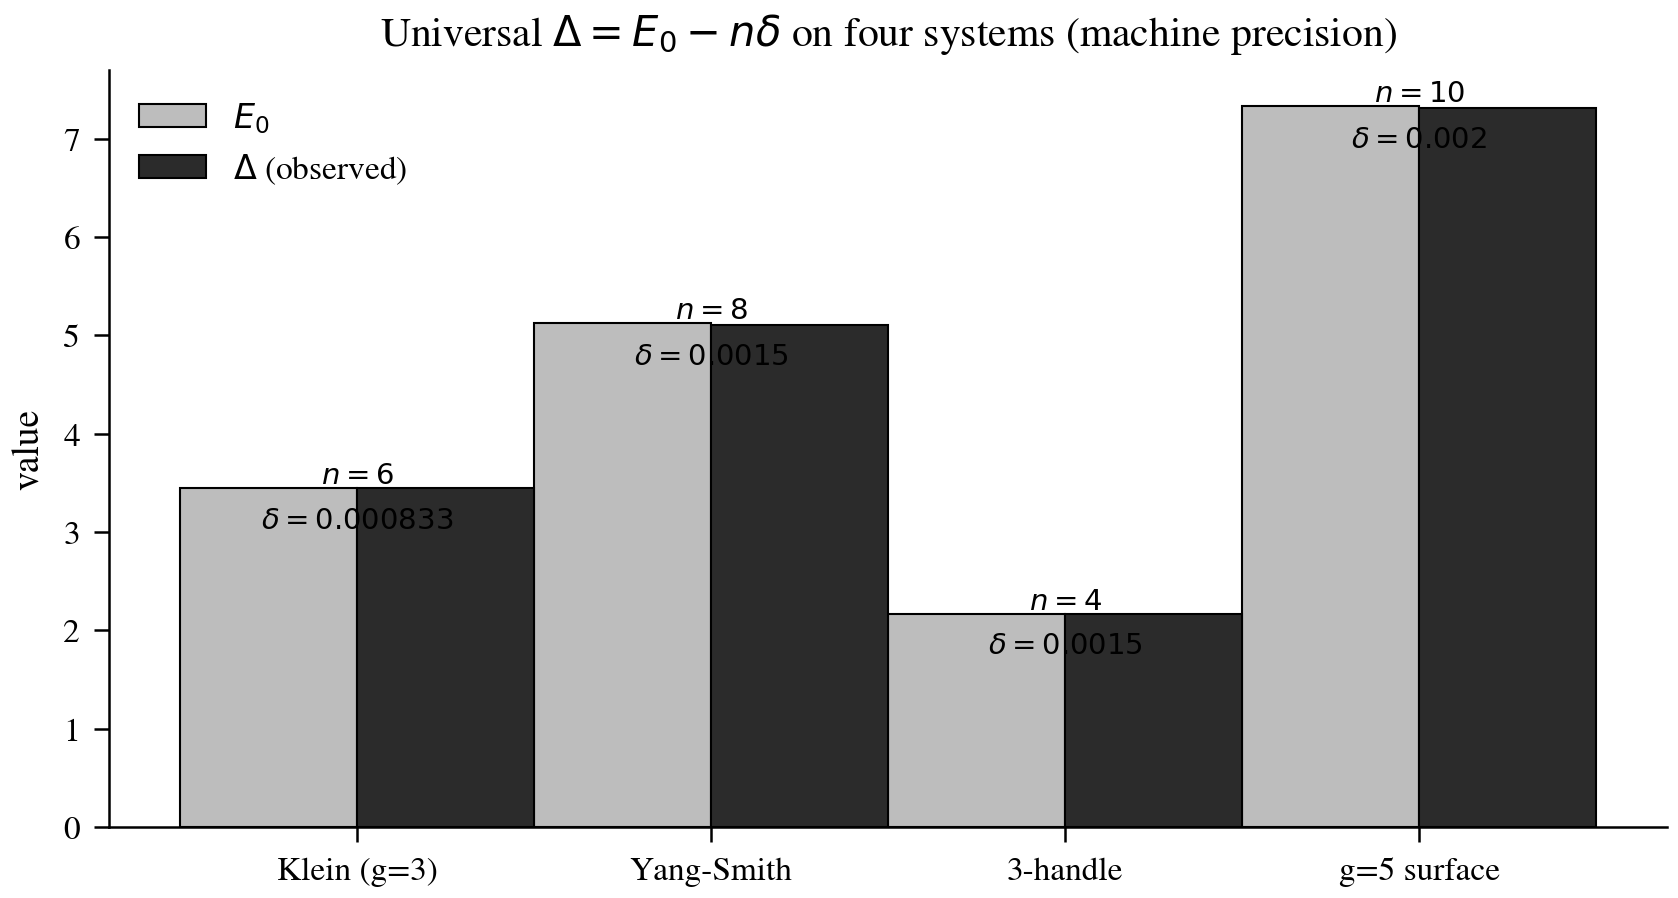 Universal Δ = E₀ − nδ on four systems (machine precision)
E₀
Δ (observed)
value
7
6
5
4
3
2
1
0
n = 6
δ = 0.000833
n = 8
δ = 0.0015
n = 4
δ = 0.0015
n = 10
δ = 0.002
Klein (g=3)
Yang-Smith
3-handle
g=5 surface